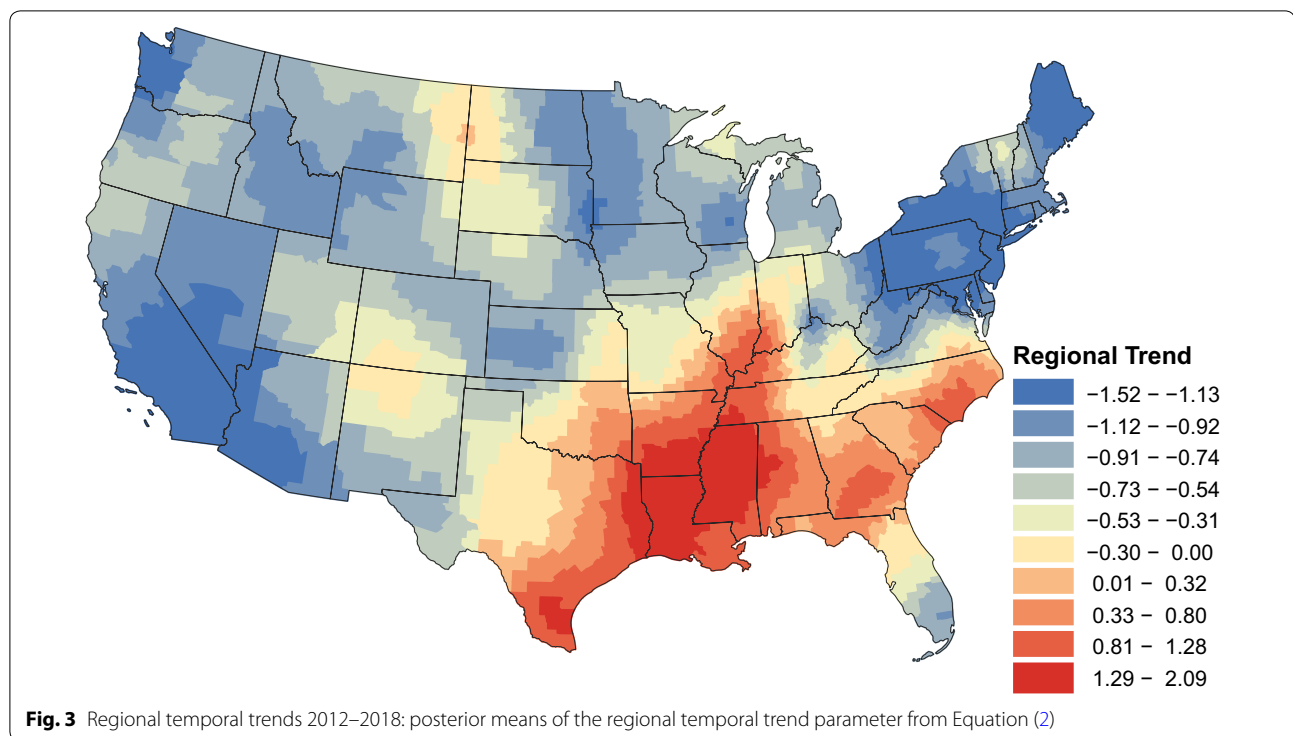 Regional Trend
−1.52 − −1.13
−1.12 − −0.92
−0.91 − −0.74
−0.73 − −0.54
−0.53 − −0.31
−0.30 − 0.00
0.01 − 0.32
0.33 − 0.80
0.81 − 1.28
1.29 − 2.09
Fig. 3 Regional temporal trends 2012–2018: posterior means of the regional temporal trend parameter from Equation (2)